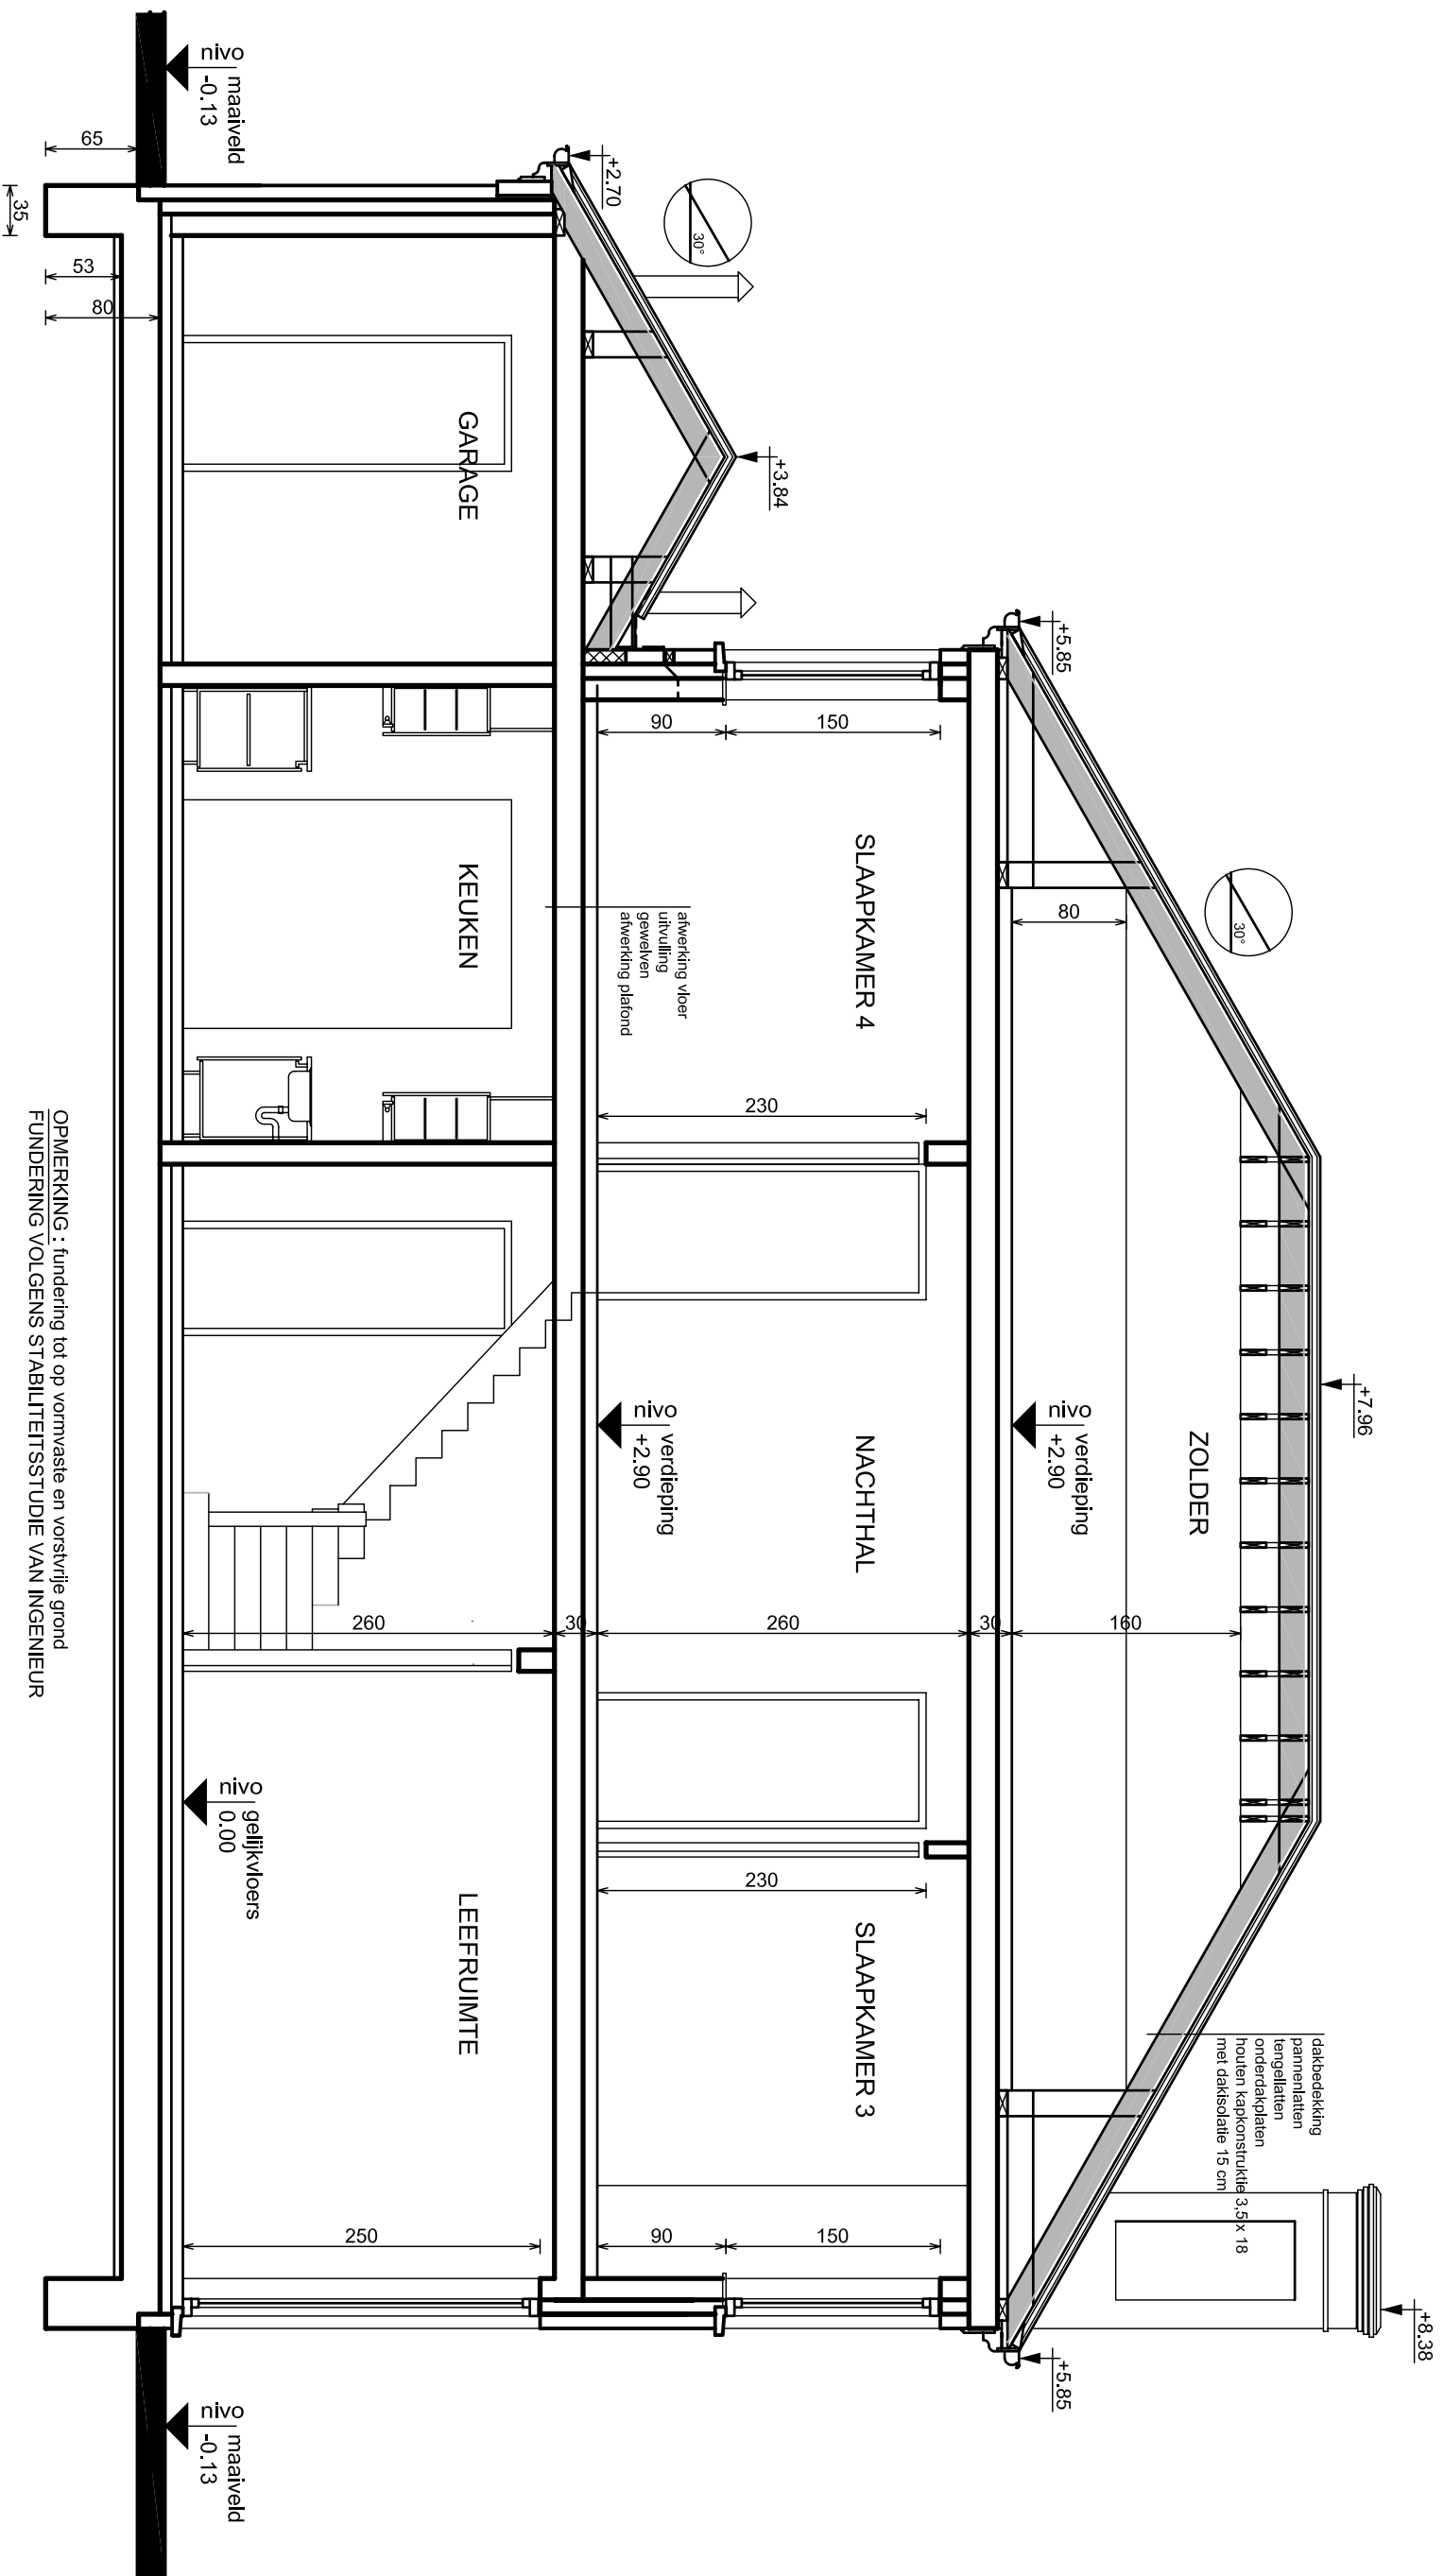 +8.38
+7.96
dakbedekking
pannenlatten
tengellatten
onderdakplaten
houten kapkonstruktie 3,5 x 18
met dakisolatie 15 cm
30°
ZOLDER
160
80
+5.85
+5.85
nivo verdieping
+2.90
30
150
150
SLAAPKAMER 4
NACHTHAL
SLAAPKAMER 3
+3.84
230
260
230
90
90
30°
+2.70
nivo verdieping
+2.90
afwerking vloer
uitvulling
gewelven
afwerking plafond
30
GARAGE
KEUKEN
LEEFRUIMTE
260
250
nivo gelijkvloers
0.00
nivo maaiveld
-0.13
nivo maaiveld
-0.13
65
53
80
35
OPMERKING : fundering tot op vormvaste en vorstvrije grond
FUNDERING VOLGENS STABILITEITSSTUDIE VAN INGENIEUR